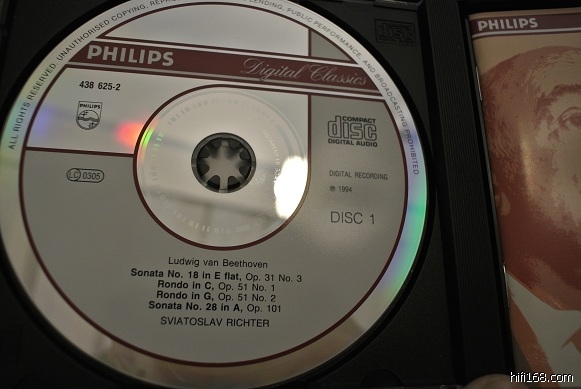 ALL RIGHTS RESERVED. UNAUTHORISED COPYING, REPRODUCTION, LENDING, PUBLIC PERFORMANCE AND BROADCASTING PROHIBITED
PHILIPS
Digital Classics
438 625-2
PHILIPS
COMPACT
disc
DIGITAL AUDIO
LC 0305
DIGITAL RECORDING
℗ 1994
DISC 1
Ludwig van Beethoven
Sonata No. 18 in E flat, Op. 31 No. 3
Rondo in C, Op. 51 No. 1
Rondo in G, Op. 51 No. 2
Sonata No. 28 in A, Op. 101
SVIATOSLAV RICHTER
PHILIPS
hifi168.com